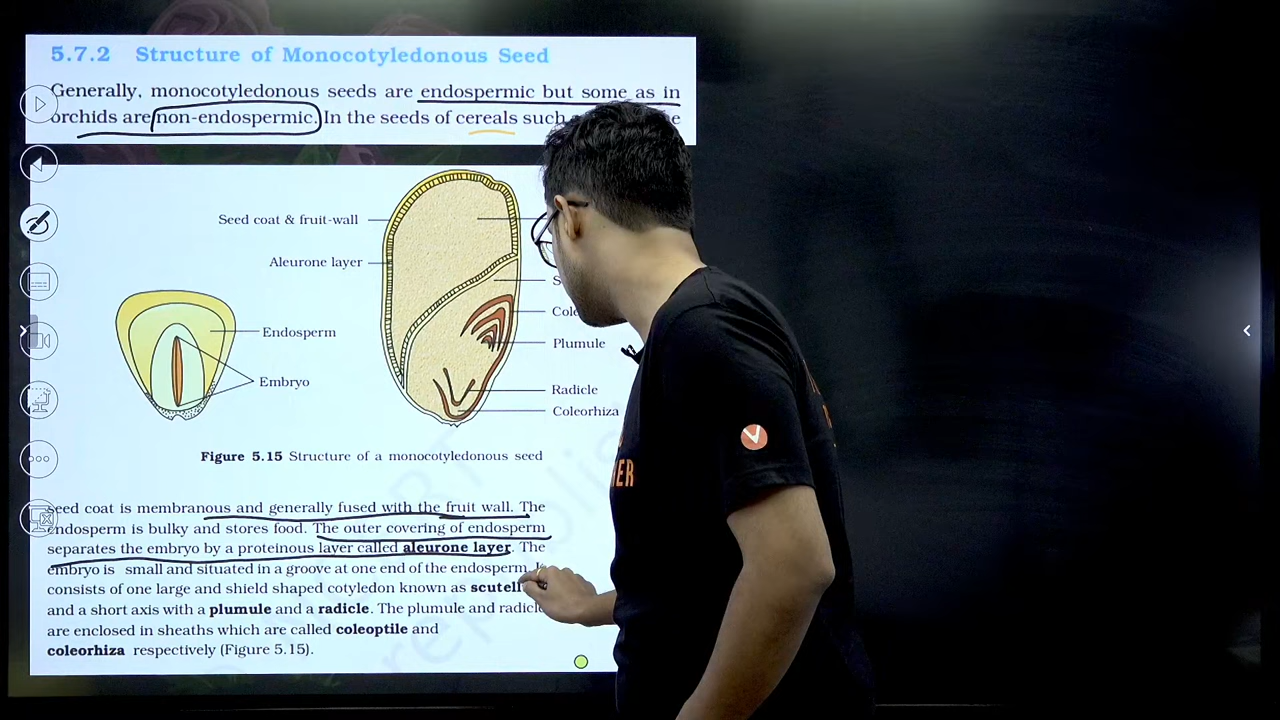 5.7.2 Structure of Monocotyledonous Seed
Generally, monocotyledonous seeds are endospermic but some as in
orchids are non-endospermic. In the seeds of cereals such
Seed coat & fruit-wall
Aleurone layer
Endosperm
Plumule
Embryo
Radicle
Coleorhiza
Figure 5.15 Structure of a monocotyledonous seed
seed coat is membranous and generally fused with the fruit wall. The
endosperm is bulky and stores food. The outer covering of endosperm
separates the embryo by a proteinous layer called aleurone layer. The
embryo is small and situated in a groove at one end of the endosperm.
consists of one large and shield shaped cotyledon known as
and a short axis with a plumule and a radicle. The plumule and radicle
are enclosed in sheaths which are called coleoptile and
coleorhiza respectively (Figure 5.15).